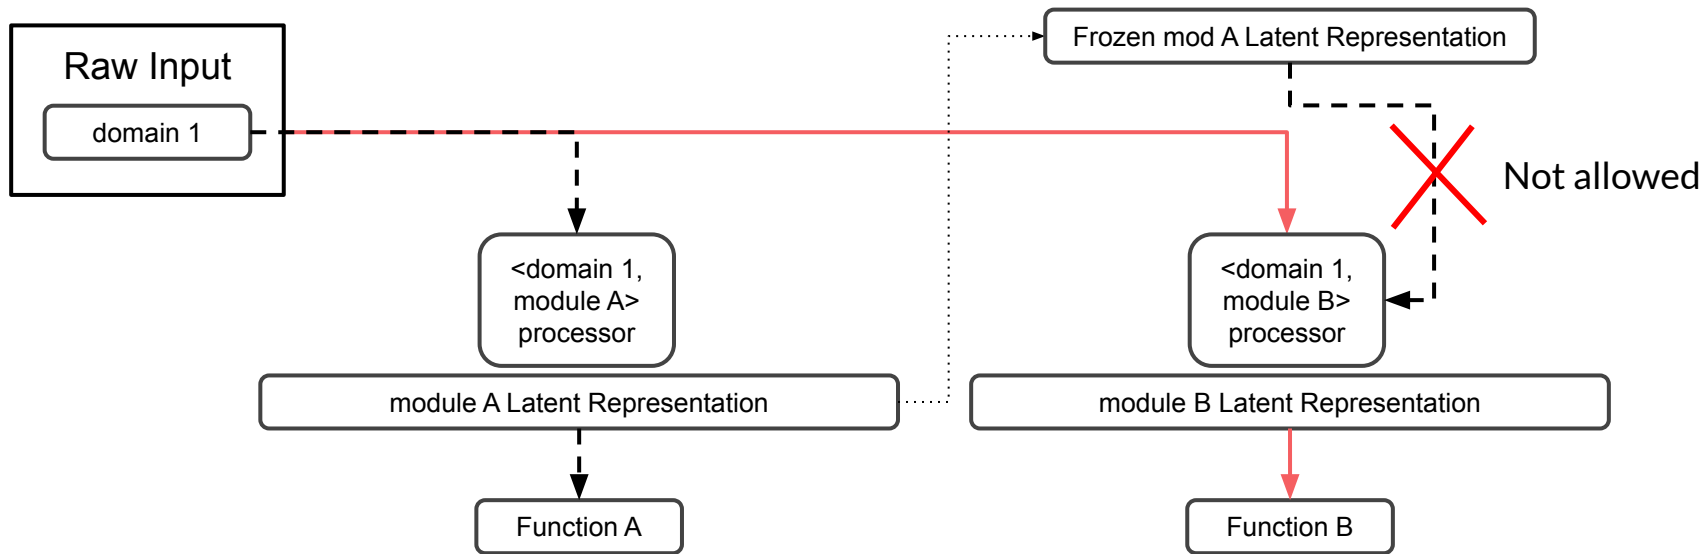 Raw Input
domain 1
Frozen mod A Latent Representation
Not allowed
<domain 1,
module A>
processor
<domain 1,
module B>
processor
module A Latent Representation
module B Latent Representation
Function A
Function B